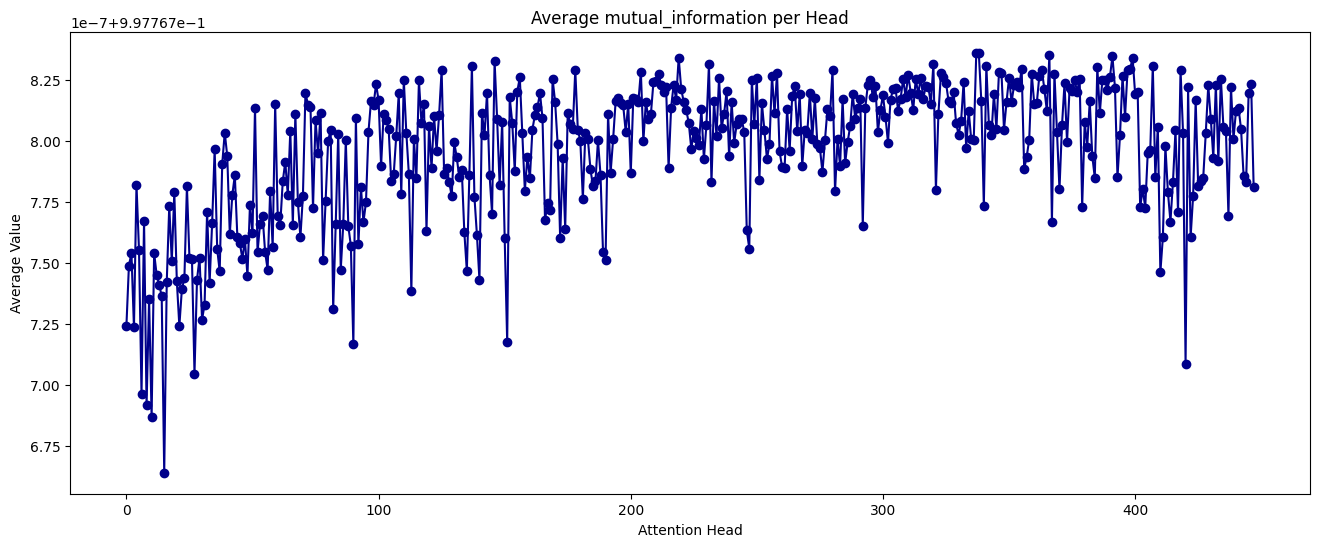 Average mutual_information per Head
1e-7+9.97767e-1
8.25
8.00
7.75
7.50
7.25
7.00
6.75
Average Value
0 100 200 300 400
Attention Head